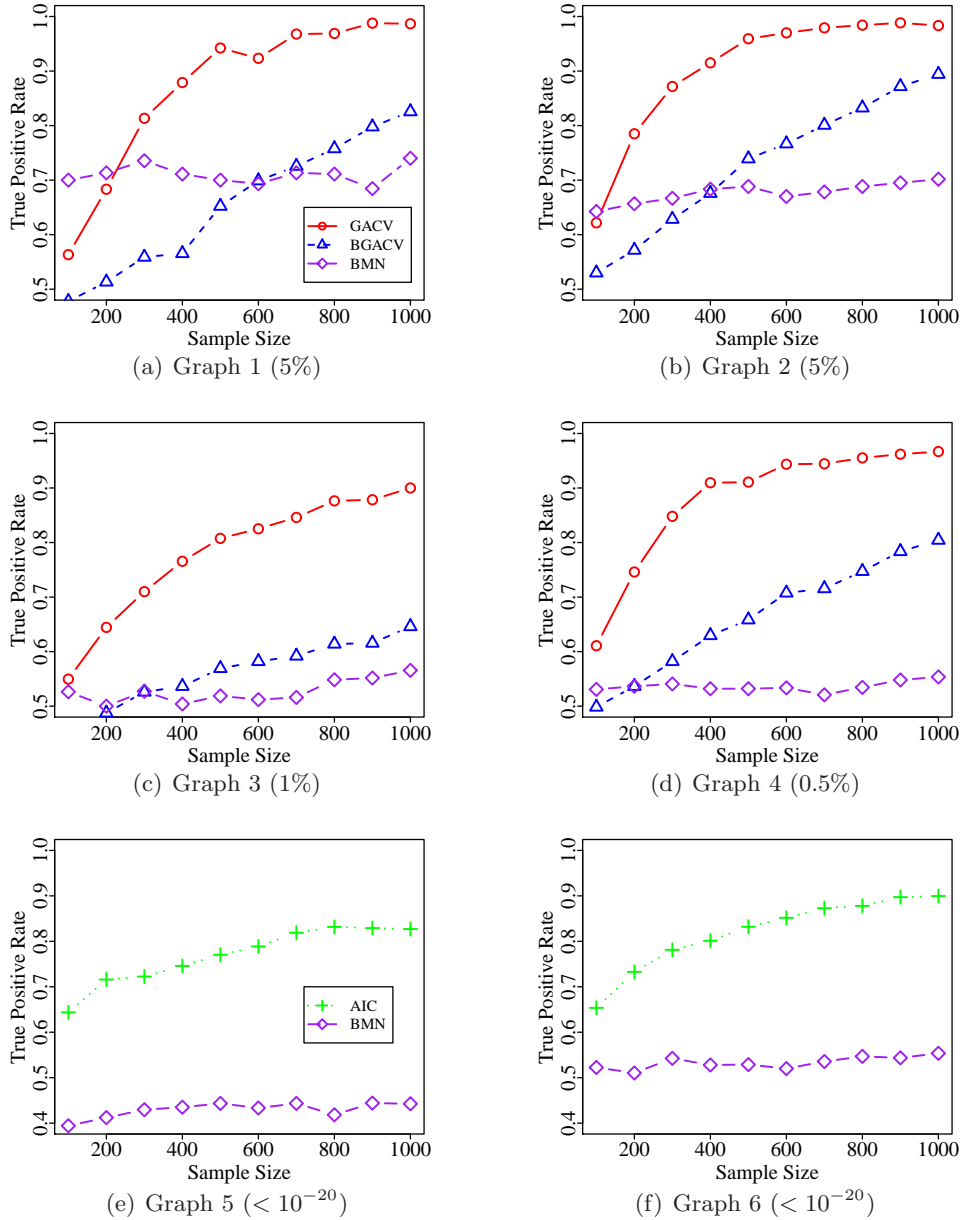 True Positive Rate
1.0
0.9
0.8
0.7
0.6
0.5
GACV
BGACV
BMN
200 400 600 800 1000
Sample Size
(a) Graph 1 (5%)
True Positive Rate
1.0
0.9
0.8
0.7
0.6
0.5
200 400 600 800 1000
Sample Size
(b) Graph 2 (5%)
True Positive Rate
1.0
0.9
0.8
0.7
0.6
0.5
200 400 600 800 1000
Sample Size
(c) Graph 3 (1%)
True Positive Rate
1.0
0.9
0.8
0.7
0.6
0.5
200 400 600 800 1000
Sample Size
(d) Graph 4 (0.5%)
True Positive Rate
1.0
0.9
0.8
0.7
0.6
0.5
0.4
AIC
BMN
200 400 600 800 1000
Sample Size
(e) Graph 5 (< 10⁻²⁰)
True Positive Rate
1.0
0.9
0.8
0.7
0.6
0.5
0.4
200 400 600 800 1000
Sample Size
(f) Graph 6 (< 10⁻²⁰)